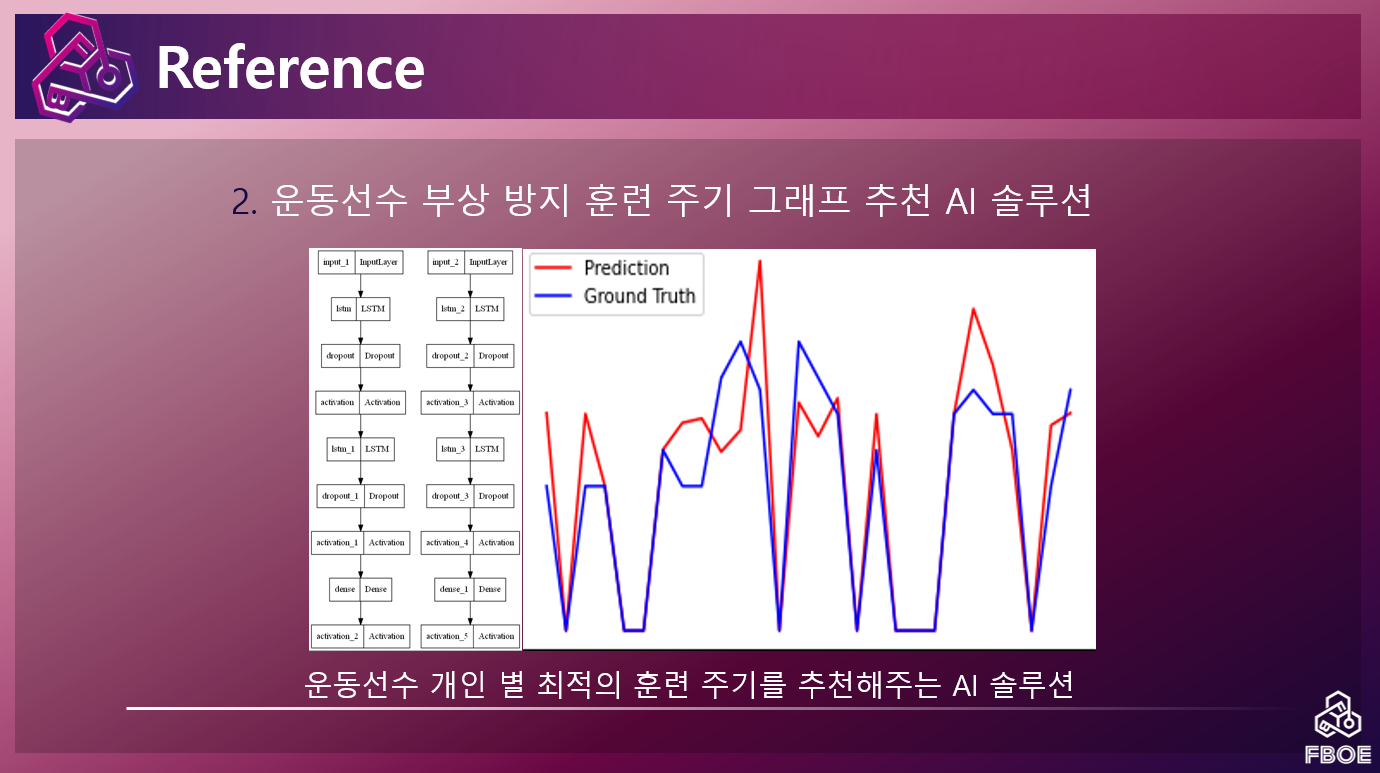 Reference
2. 운동선수 부상 방지 훈련 주기 그래프 추천 AI 솔루션
input_1 InputLayer
lstm LSTM
dropout Dropout
activation Activation
lstm_1 LSTM
dropout_1 Dropout
activation_1 Activation
dense Dense
activation_2 Activation
input_2 InputLayer
lstm_2 LSTM
dropout_2 Dropout
activation_3 Activation
lstm_3 LSTM
dropout_3 Dropout
activation_4 Activation
dense_1 Dense
activation_5 Activation
Prediction
Ground Truth
운동선수 개인 별 최적의 훈련 주기를 추천해주는 AI 솔루션
FBOE